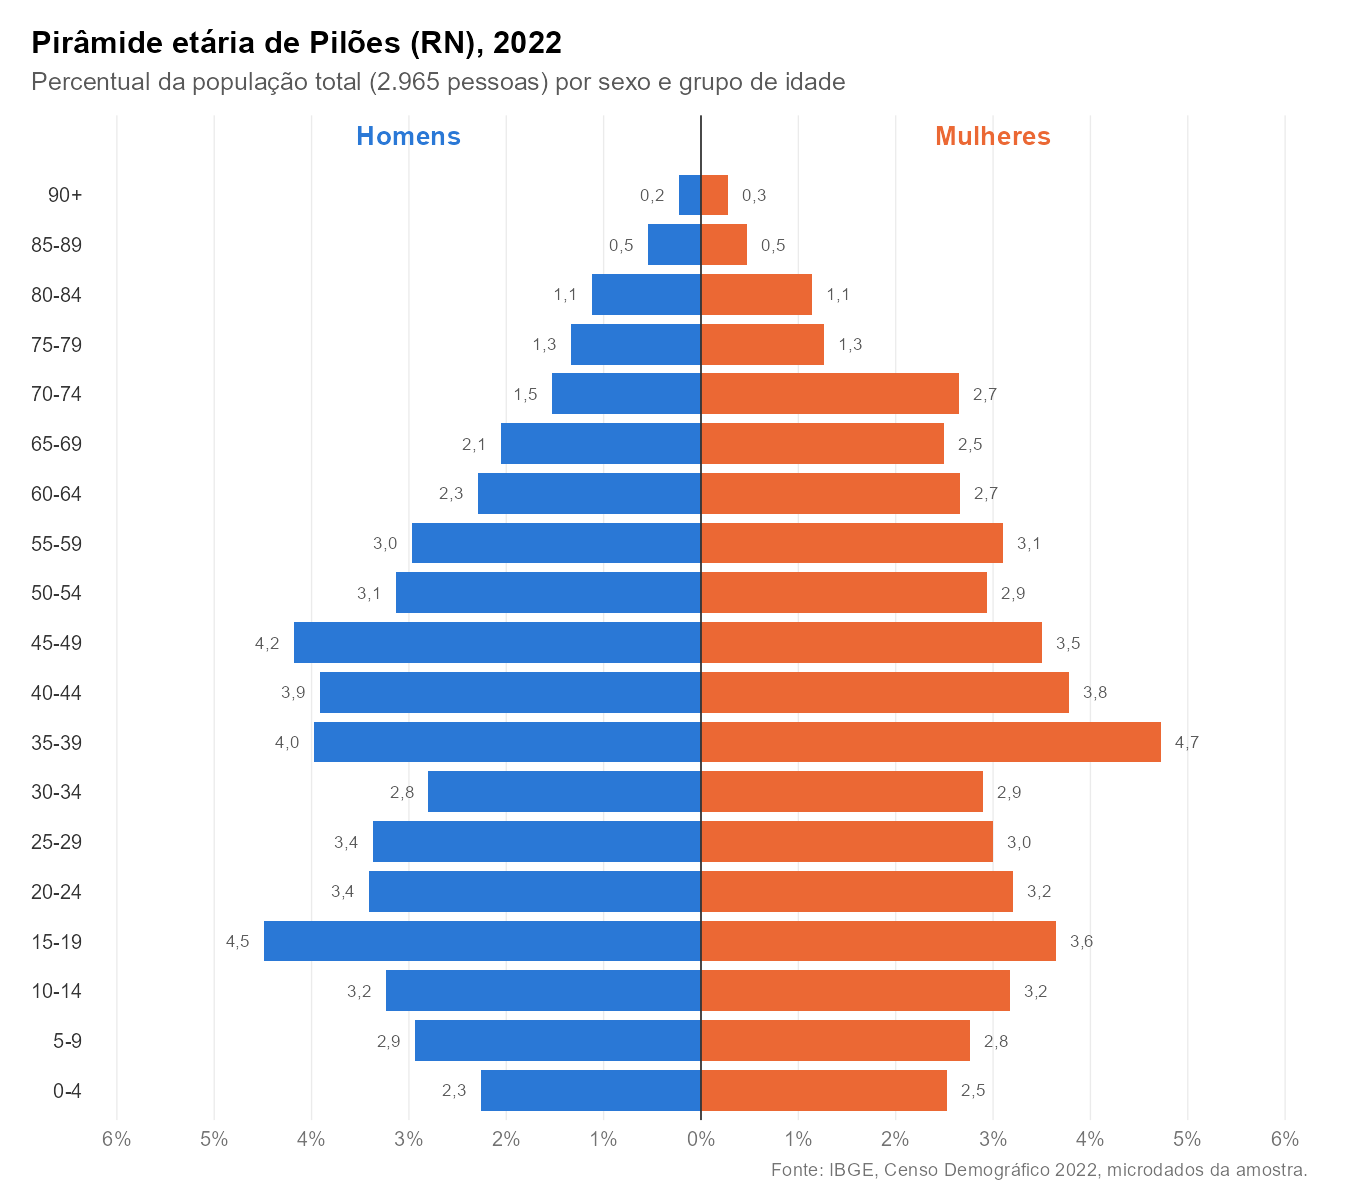 Pirâmide etária de Pilões (RN), 2022
Percentual da população total (2.965 pessoas) por sexo e grupo de idade
Homens Mulheres
90+ 0,2 0,3
85-89 0,5 0,5
80-84 1,1 1,1
75-79 1,3 1,3
70-74 1,5 2,7
65-69 2,1 2,5
60-64 2,3 2,7
55-59 3,0 3,1
50-54 3,1 2,9
45-49 4,2 3,5
40-44 3,9 3,8
35-39 4,0 4,7
30-34 2,8 2,9
25-29 3,4 3,0
20-24 3,4 3,2
15-19 4,5 3,6
10-14 3,2 3,2
5-9 2,9 2,8
0-4 2,3 2,5
6% 5% 4% 3% 2% 1% 0% 1% 2% 3% 4% 5% 6%
Fonte: IBGE, Censo Demográfico 2022, microdados da amostra.